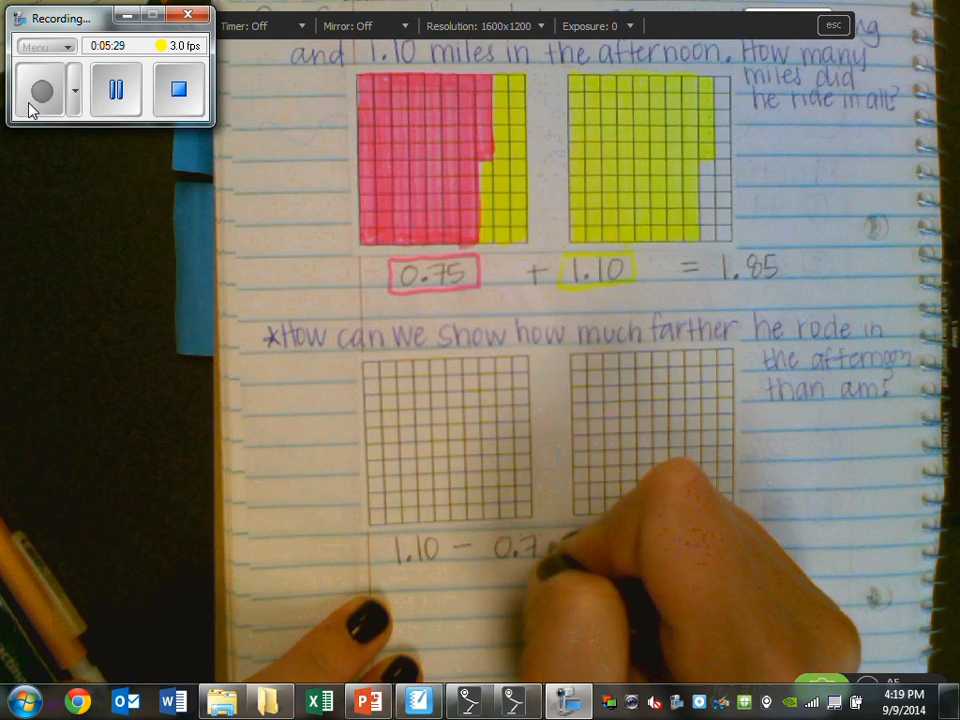 Recording...
Timer: Off Mirror: Off Resolution: 1600x1200 Exposure: 0 esc
Menu 0:05:29 3.0 fps
and 1.10 miles in the afternoon. How many
miles did
he ride in all?
0.75 + 1.10 = 1.85
*How can we show how much farther he rode in
the afternoon
than am?
1.10 - 0.7
4:19 PM
9/9/2014